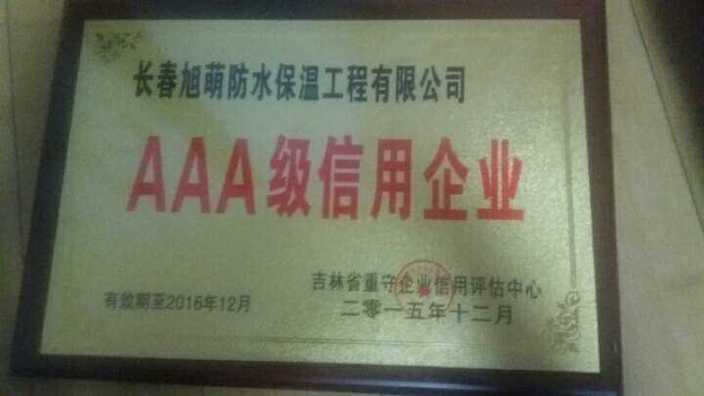 长春旭萌防水保温工程有限公司
AAA级信用企业
吉林省重守企业信用评估中心
有效期至2016年12月
二零一五年十二月